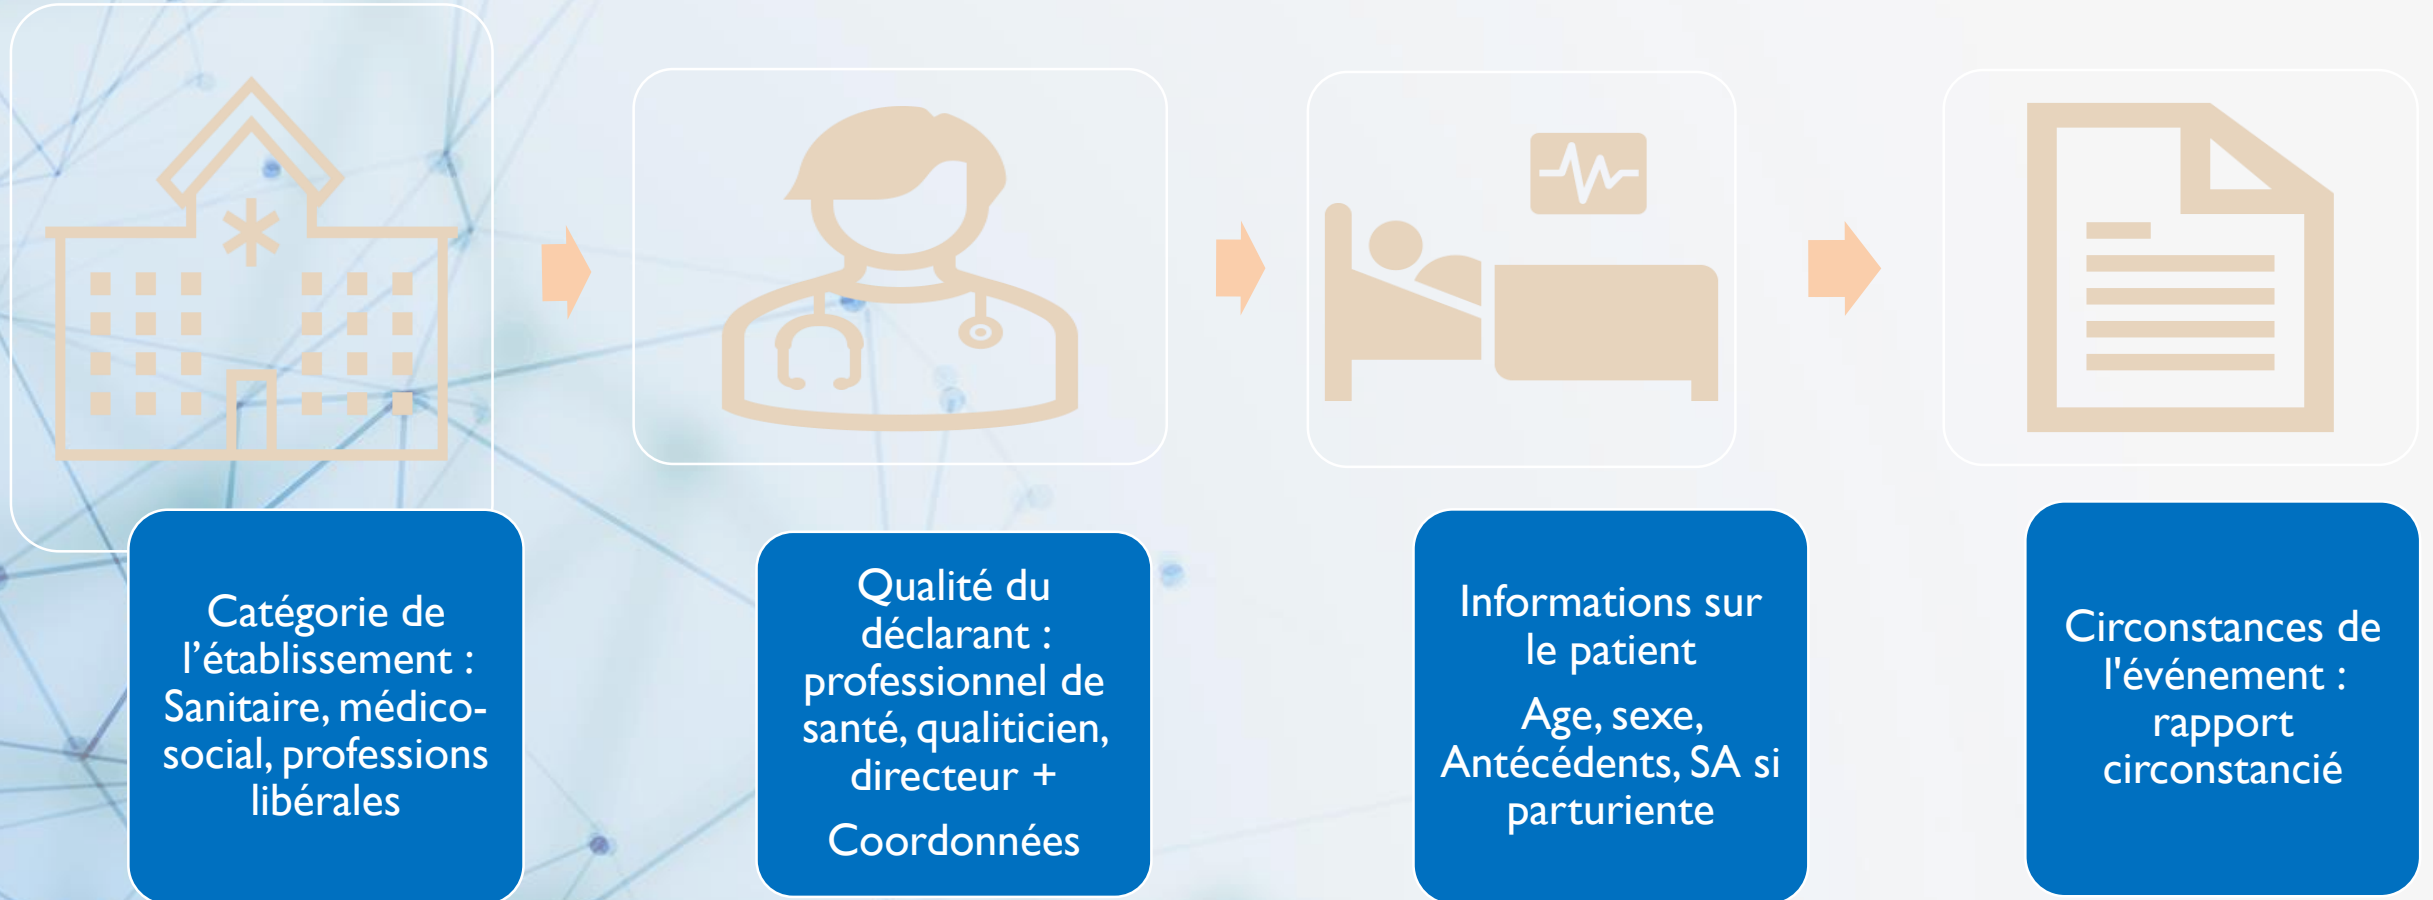 Catégorie de
l’établissement :
Sanitaire, médico-
social, professions
libérales
Qualité du
déclarant :
professionnel de
santé, qualiticien,
directeur +
Coordonnées
Informations sur
le patient
Age, sexe,
Antécédents, SA si
parturiente
Circonstances de
l'événement :
rapport
circonstancié